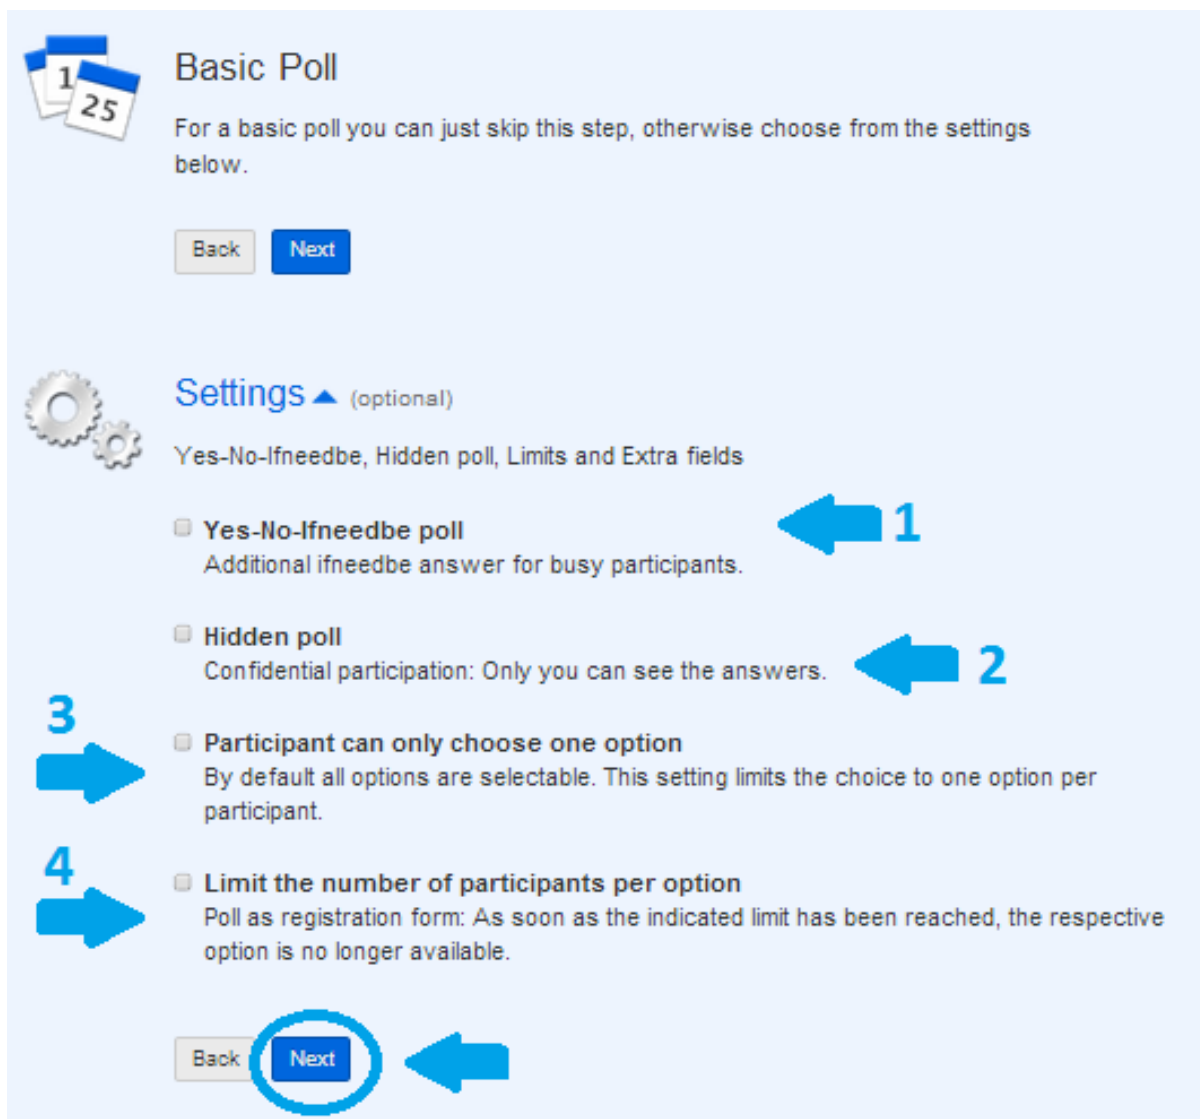 1
25
Basic Poll
For a basic poll you can just skip this step, otherwise choose from the settings
below.
Back Next
Settings (optional)
Yes-No-Ifneedbe, Hidden poll, Limits and Extra fields
Yes-No-Ifneedbe poll 1
Additional ifneedbe answer for busy participants.
Hidden poll
Confidential participation: Only you can see the answers. 2
3
Participant can only choose one option
By default all options are selectable. This setting limits the choice to one option per
participant.
4
Limit the number of participants per option
Poll as registration form: As soon as the indicated limit has been reached, the respective
option is no longer available.
Back Next